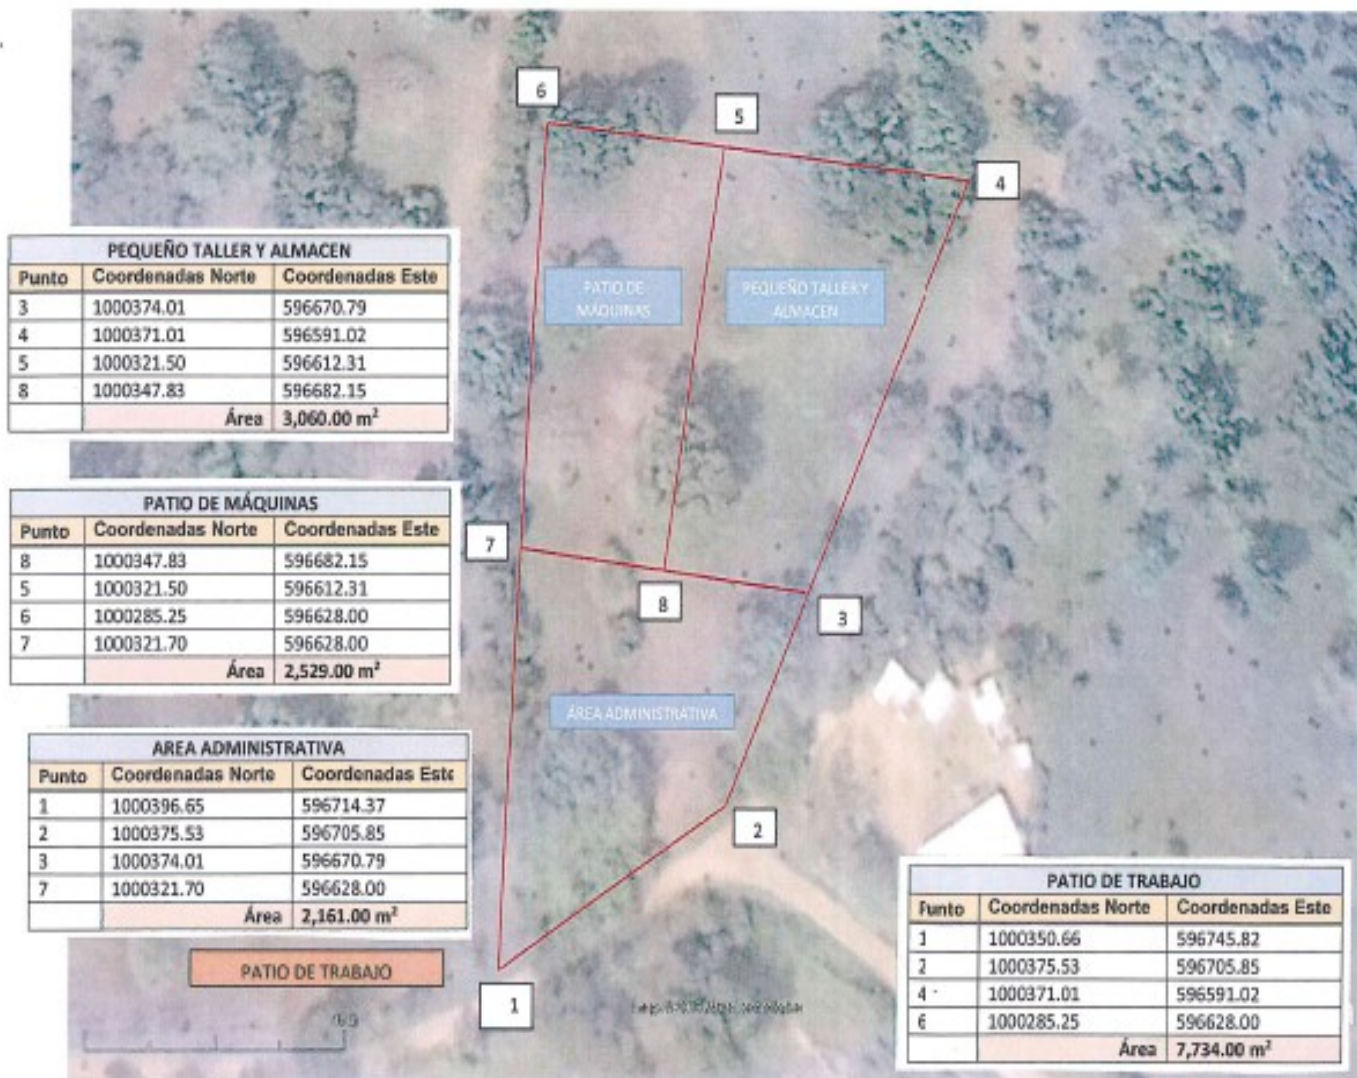 6
5
4
PEQUEÑO TALLER Y ALMACEN
Punto Coordenadas Norte Coordenadas Este
3 1000374.01 596670.79
4 1000371.01 596591.02
5 1000321.50 596612.31
8 1000347.83 596682.15
Área 3,060.00 m²
PATIO DE
MÁQUINAS
PEQUEÑO TALLER Y
ALMACEN
PATIO DE MÁQUINAS
Punto Coordenadas Norte Coordenadas Este
8 1000347.83 596682.15
5 1000321.50 596612.31
6 1000285.25 596628.00
7 1000321.70 596628.00
Área 2,529.00 m²
7
8
3
ÁREA ADMINISTRATIVA
AREA ADMINISTRATIVA
Punto Coordenadas Norte Coordenadas Este
1 1000396.65 596714.37
2 1000375.53 596705.85
3 1000374.01 596670.79
7 1000321.70 596628.00
Área 2,161.00 m²
2
PATIO DE TRABAJO
1
PATIO DE TRABAJO
Punto Coordenadas Norte Coordenadas Este
1 1000350.66 596745.82
2 1000375.53 596705.85
4 1000371.01 596591.02
6 1000285.25 596628.00
Área 7,734.00 m²